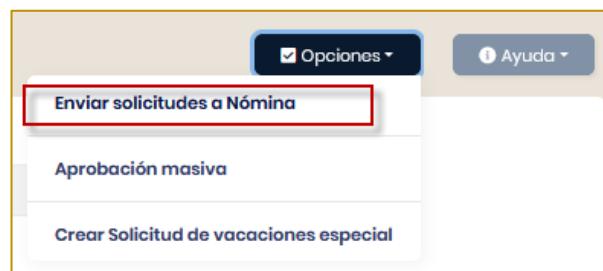 Opciones
Ayuda
Enviar solicitudes a Nómina
Aprobación masiva
Crear Solicitud de vacaciones especial